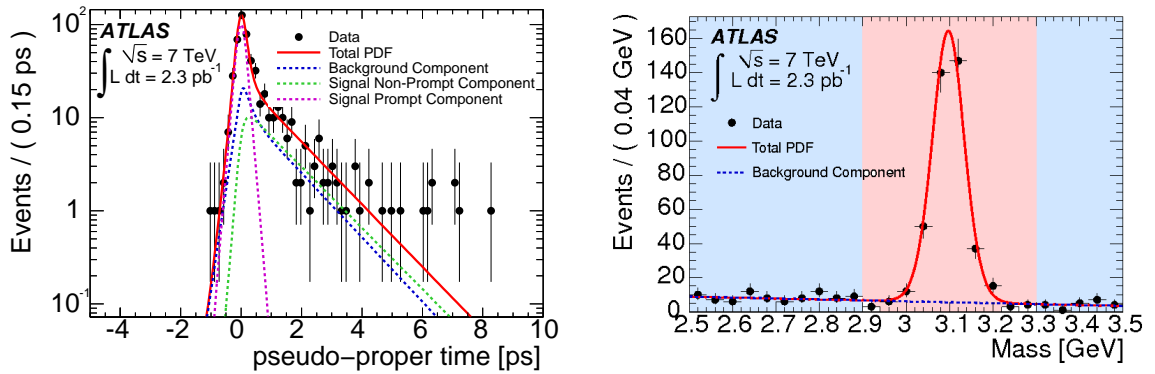 ATLAS
√s = 7 TeV
∫ L dt = 2.3 pb⁻¹
Data
Total PDF
Background Component
Signal Non-Prompt Component
Signal Prompt Component
Events / ( 0.15 ps )
10²
10
1
10⁻¹
-4 -2 0 2 4 6 8 10
pseudo-proper time [ps]
ATLAS
√s = 7 TeV
∫ L dt = 2.3 pb⁻¹
Data
Total PDF
Background Component
Events / ( 0.04 GeV )
160
140
120
100
80
60
40
20
0
2.5 2.6 2.7 2.8 2.9 3 3.1 3.2 3.3 3.4 3.5
Mass [GeV]